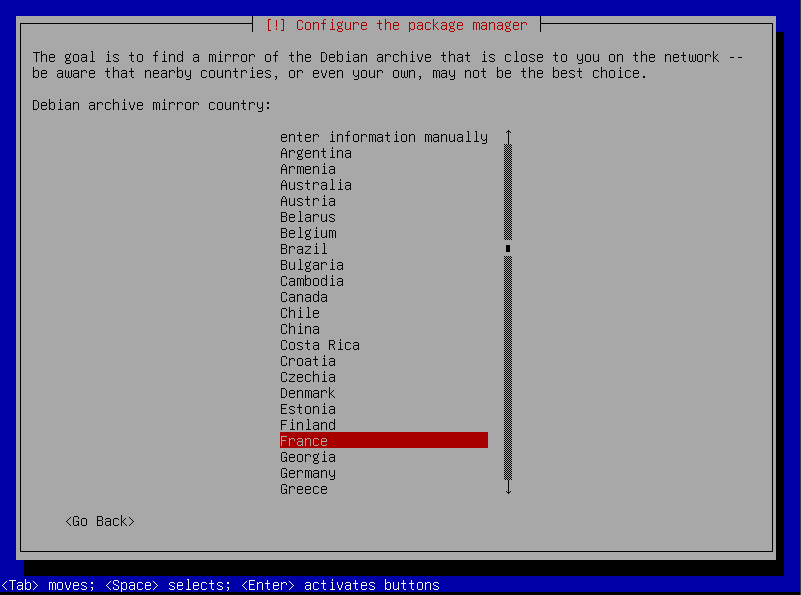 [!] Configure the package manager
The goal is to find a mirror of the Debian archive that is close to you on the network --
be aware that nearby countries, or even your own, may not be the best choice.
Debian archive mirror country:
enter information manually
Argentina
Armenia
Australia
Austria
Belarus
Belgium
Brazil
Bulgaria
Cambodia
Canada
Chile
China
Costa Rica
Croatia
Czechia
Denmark
Estonia
Finland
France
Georgia
Germany
Greece
<Go Back>
<Tab> moves; <Space> selects; <Enter> activates buttons